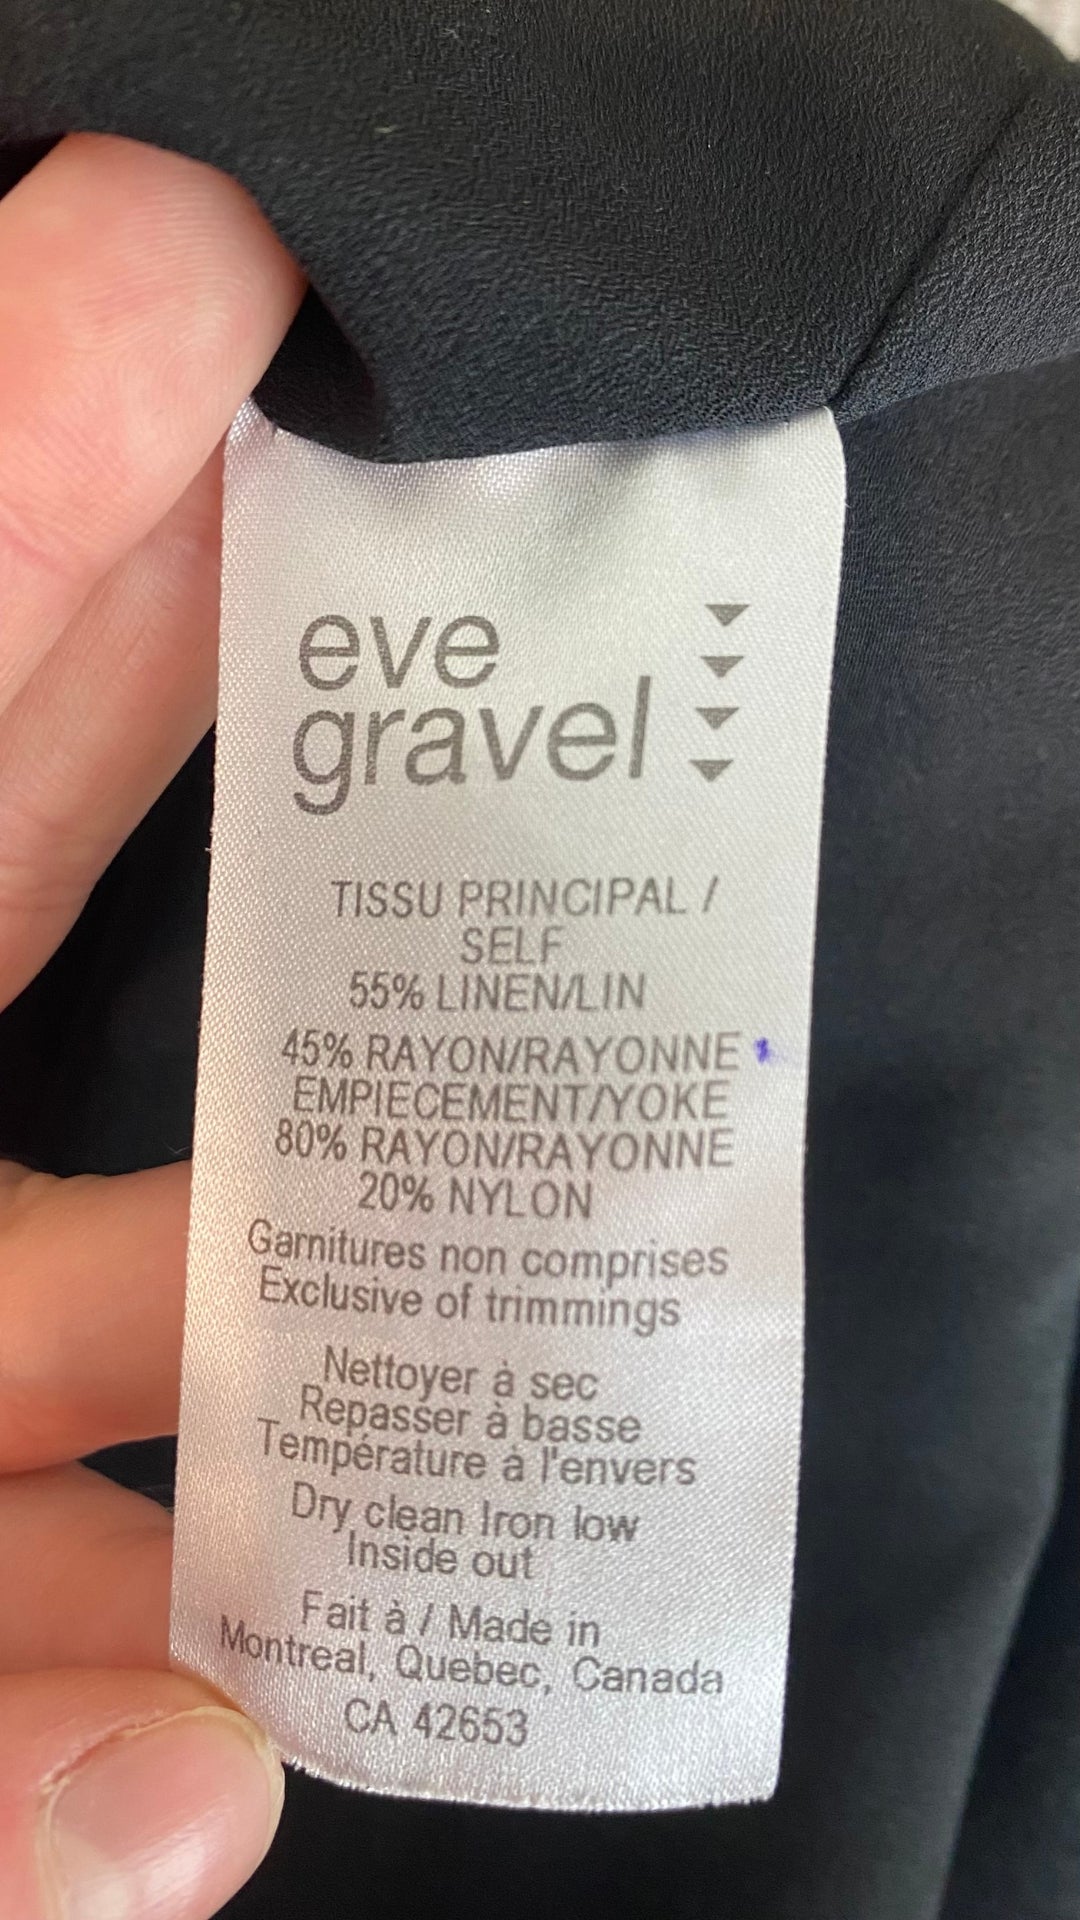 eve
gravel
TISSU PRINCIPAL /
SELF
55% LINEN/LIN
45% RAYON/RAYONNE
EMPIECEMENT/YOKE
80% RAYON/RAYONNE
20% NYLON
Garnitures non comprises
Exclusive of trimmings
Nettoyer à sec
Repasser à basse
Température à l'envers
Dry clean Iron low
Inside out
Fait à / Made in
Montreal, Quebec, Canada
CA 42653